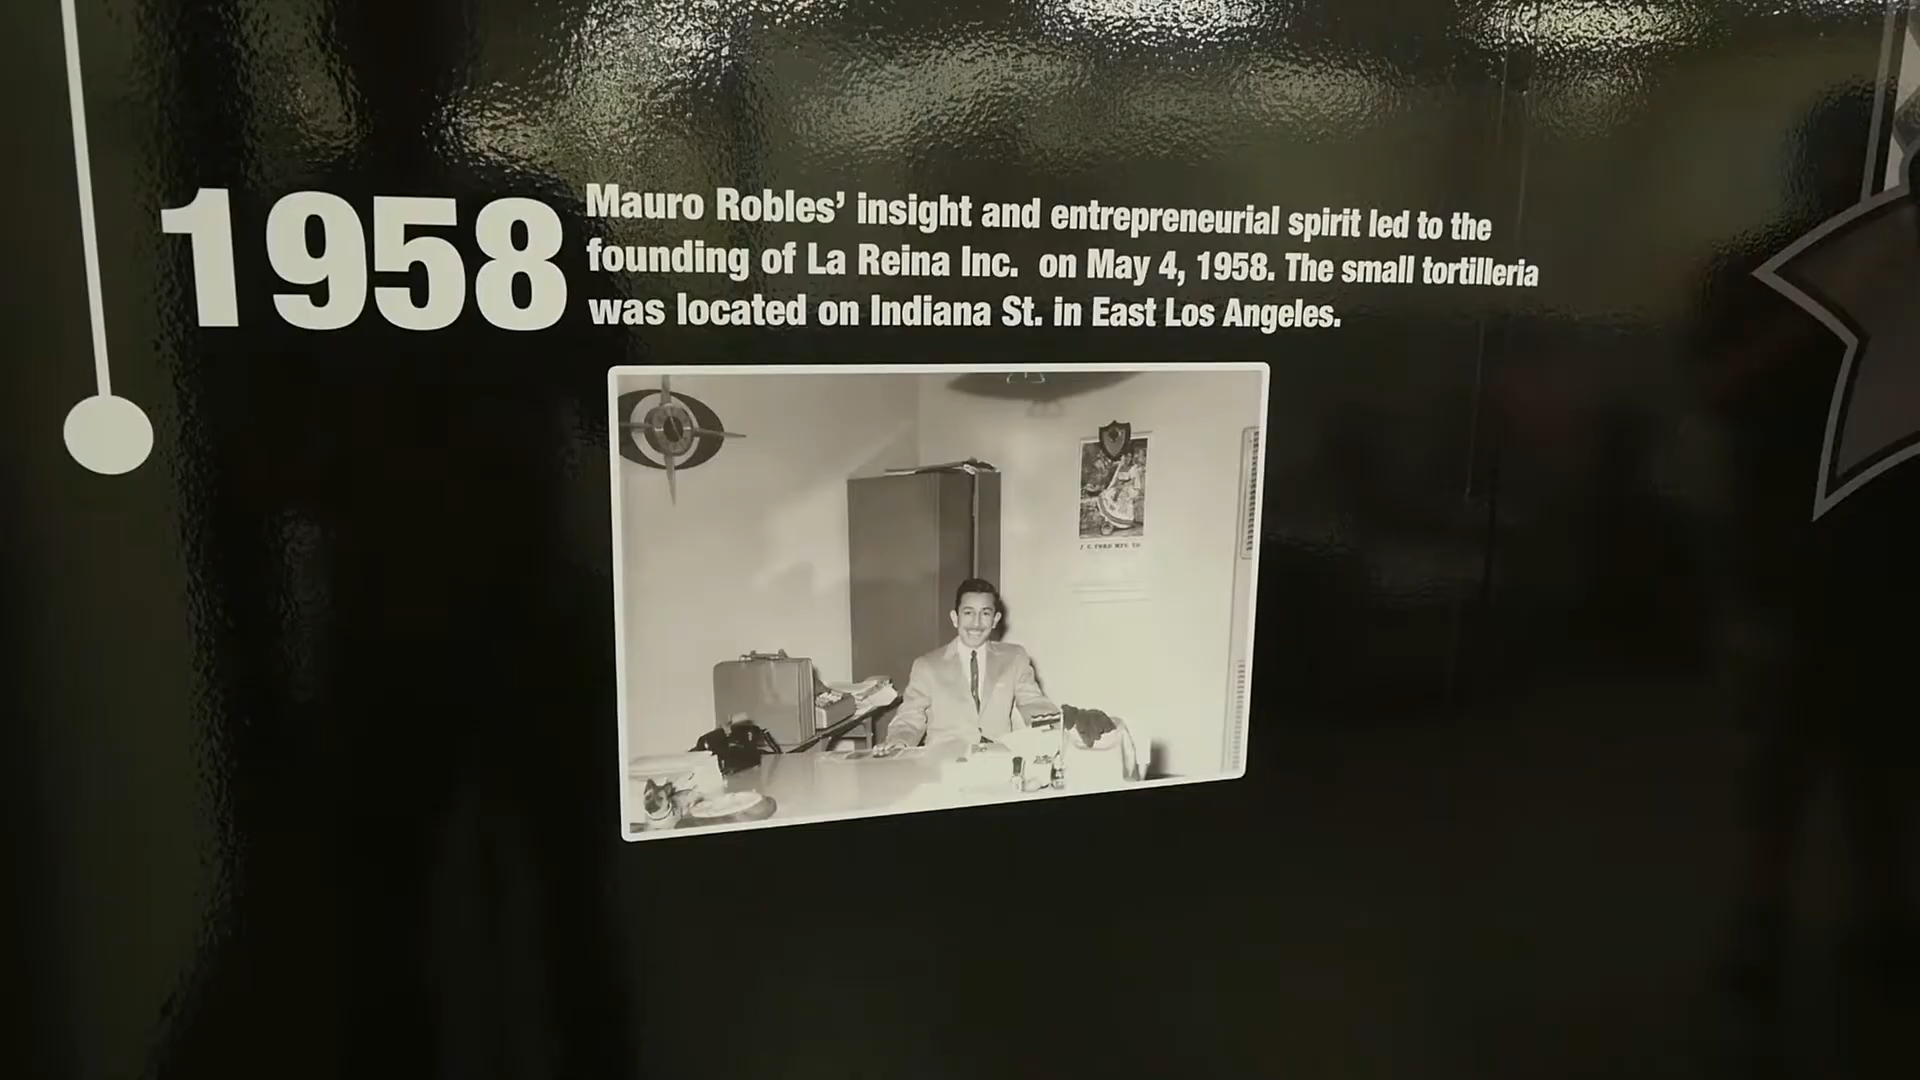 1958
Mauro Robles’ insight and entrepreneurial spirit led to the
founding of La Reina Inc. on May 4, 1958. The small tortilleria
was located on Indiana St. in East Los Angeles.